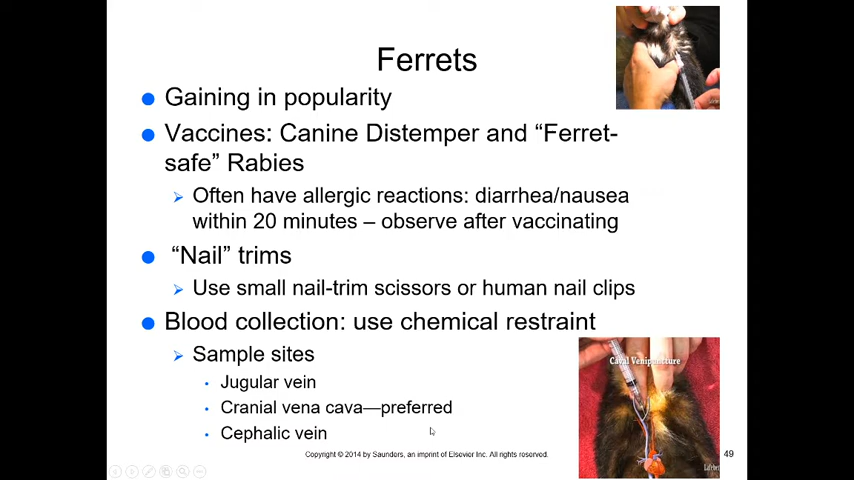 Ferrets
Gaining in popularity
Vaccines: Canine Distemper and “Ferret-
safe” Rabies
Often have allergic reactions: diarrhea/nausea
within 20 minutes – observe after vaccinating
“Nail” trims
Use small nail-trim scissors or human nail clips
Blood collection: use chemical restraint
Sample sites
Jugular vein
Cranial vena cava—preferred
Cephalic vein
Caval Venipuncture
Copyright © 2014 by Saunders, an imprint of Elsevier Inc. All rights reserved.
49